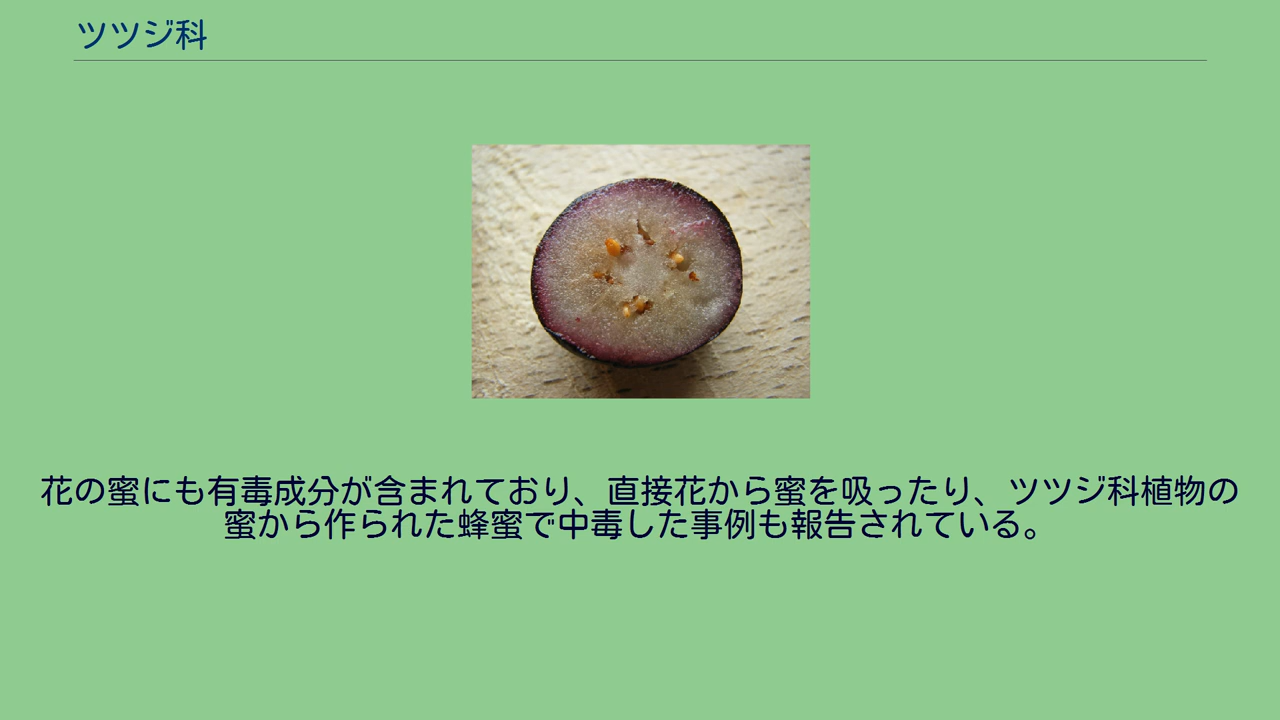 ツツジ科
花の蜜にも有毒成分が含まれており、直接花から蜜を吸ったり、ツツジ科植物の
蜜から作られた蜂蜜で中毒した事例も報告されている。